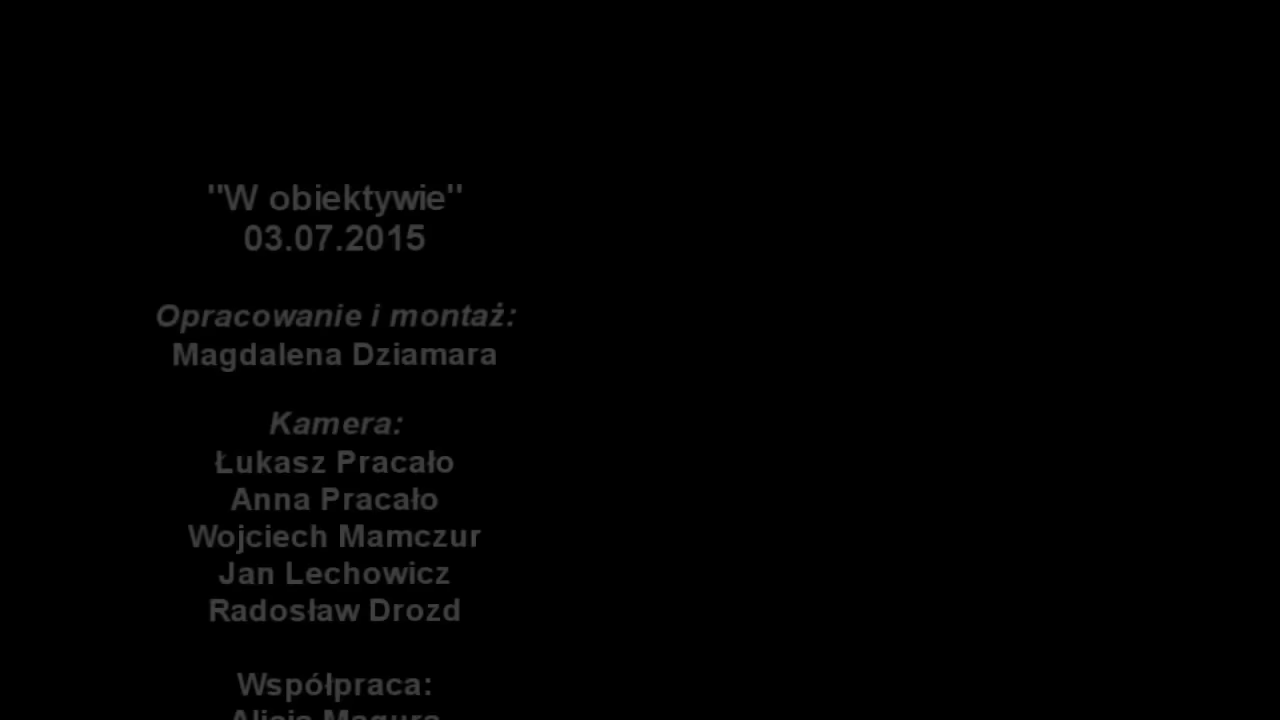 "W obiektywie"
03.07.2015
Opracowanie i montaż:
Magdalena Dziamara
Kamera:
Łukasz Pracało
Anna Pracało
Wojciech Mamczur
Jan Lechowicz
Radosław Drozd
Współpraca: